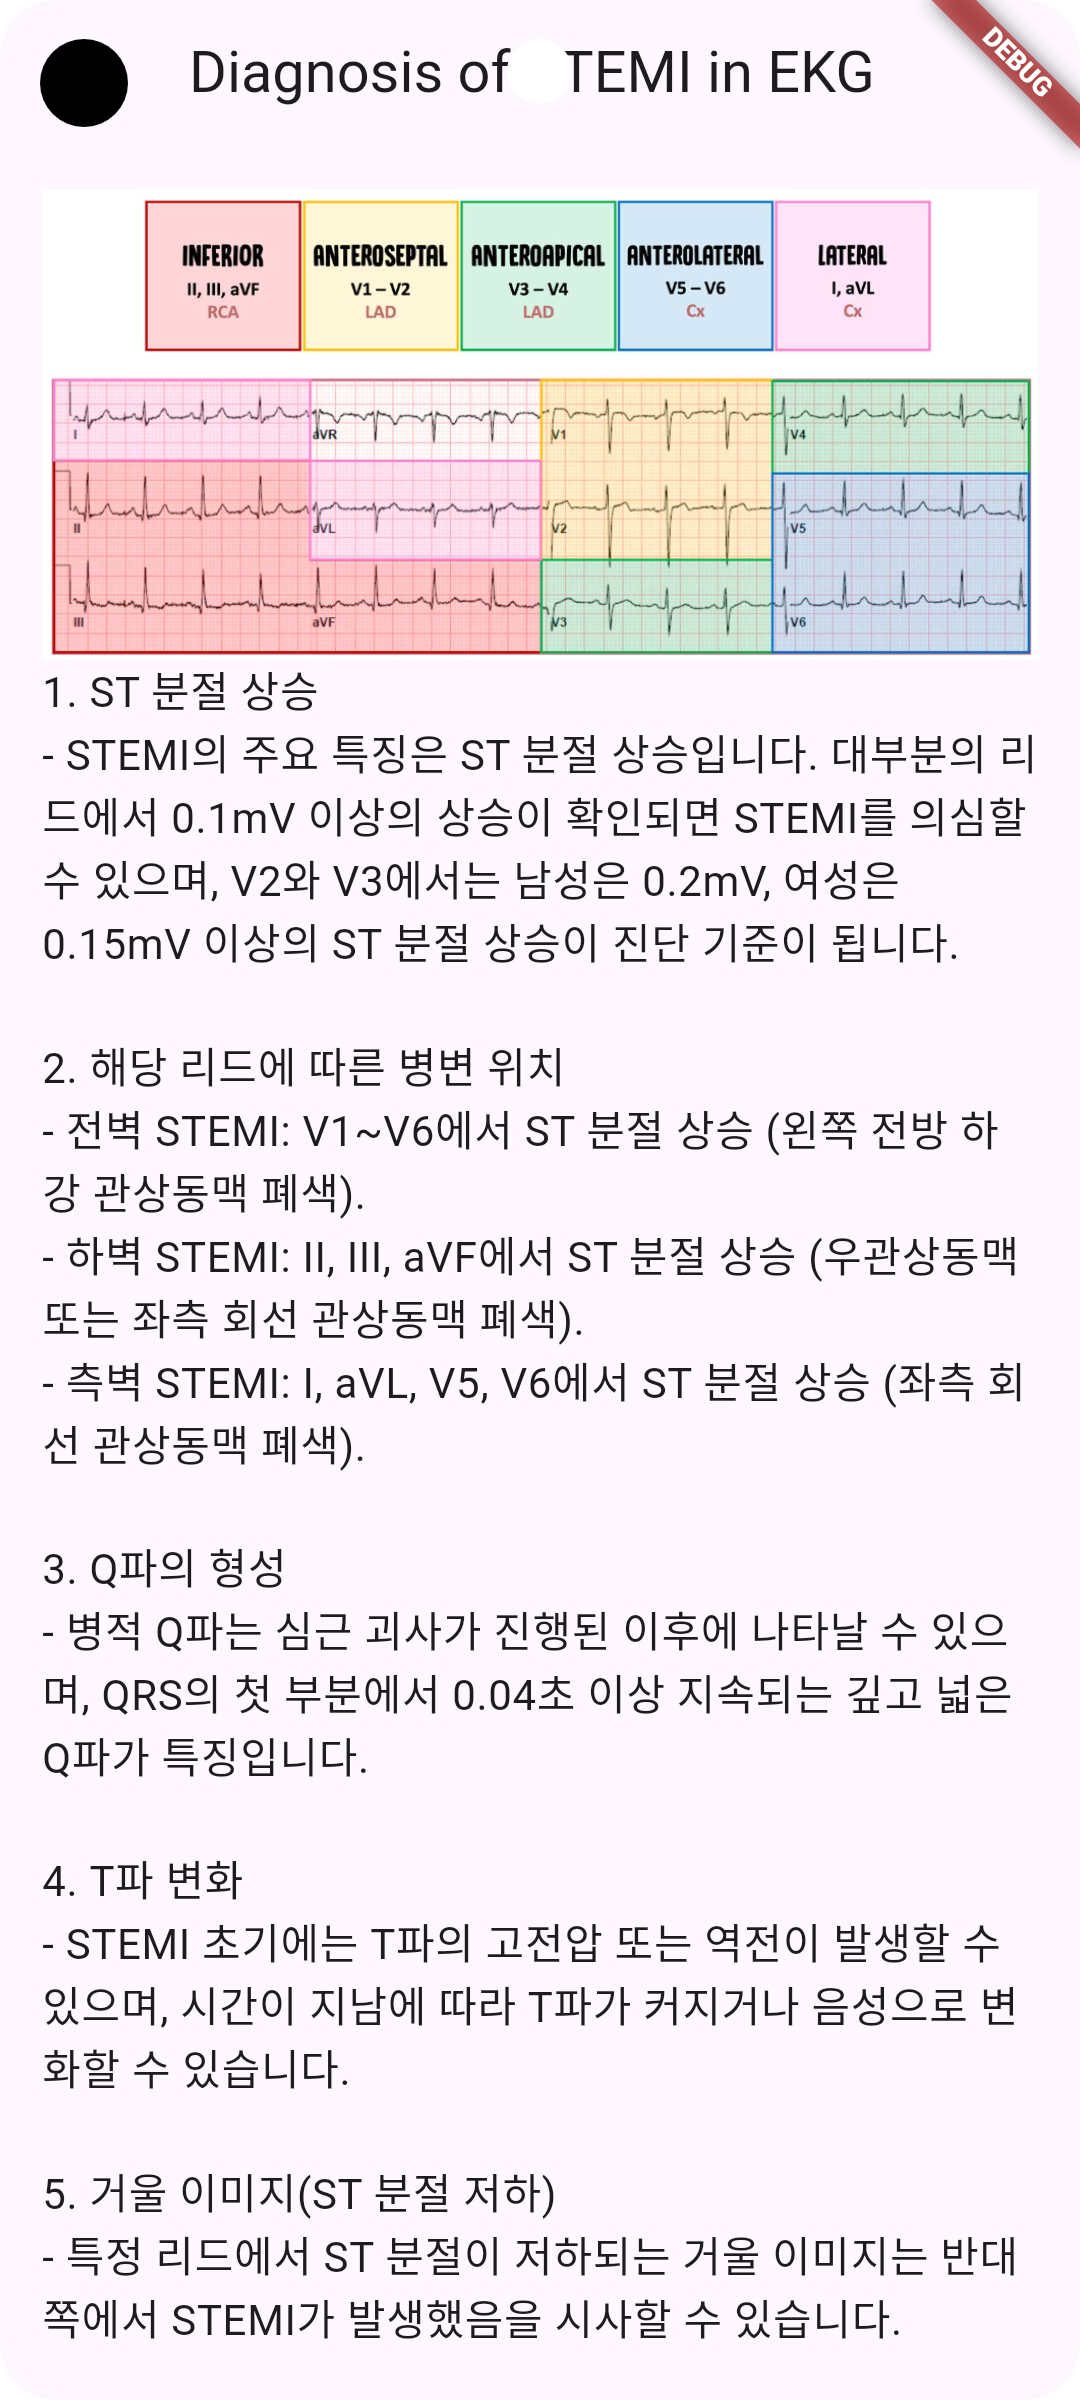 Diagnosis of TEMI in EKG
DEBUG
INFERIOR
II, III, aVF
RCA
ANTEROSEPTAL
V1 – V2
LAD
ANTEROAPICAL
V3 – V4
LAD
ANTEROLATERAL
V5 – V6
Cx
LATERAL
I, aVL
Cx
I
aVR
V1
V4
II
aVL
V2
V5
III
aVF
V3
V6
1. ST 분절 상승
- STEMI의 주요 특징은 ST 분절 상승입니다. 대부분의 리
드에서 0.1mV 이상의 상승이 확인되면 STEMI를 의심할
수 있으며, V2와 V3에서는 남성은 0.2mV, 여성은
0.15mV 이상의 ST 분절 상승이 진단 기준이 됩니다.
2. 해당 리드에 따른 병변 위치
- 전벽 STEMI: V1~V6에서 ST 분절 상승 (왼쪽 전방 하
강 관상동맥 폐색).
- 하벽 STEMI: II, III, aVF에서 ST 분절 상승 (우관상동맥
또는 좌측 회선 관상동맥 폐색).
- 측벽 STEMI: I, aVL, V5, V6에서 ST 분절 상승 (좌측 회
선 관상동맥 폐색).
3. Q파의 형성
- 병적 Q파는 심근 괴사가 진행된 이후에 나타날 수 있으
며, QRS의 첫 부분에서 0.04초 이상 지속되는 깊고 넓은
Q파가 특징입니다.
4. T파 변화
- STEMI 초기에는 T파의 고전압 또는 역전이 발생할 수
있으며, 시간이 지남에 따라 T파가 커지거나 음성으로 변
화할 수 있습니다.
5. 거울 이미지(ST 분절 저하)
- 특정 리드에서 ST 분절이 저하되는 거울 이미지는 반대
쪽에서 STEMI가 발생했음을 시사할 수 있습니다.